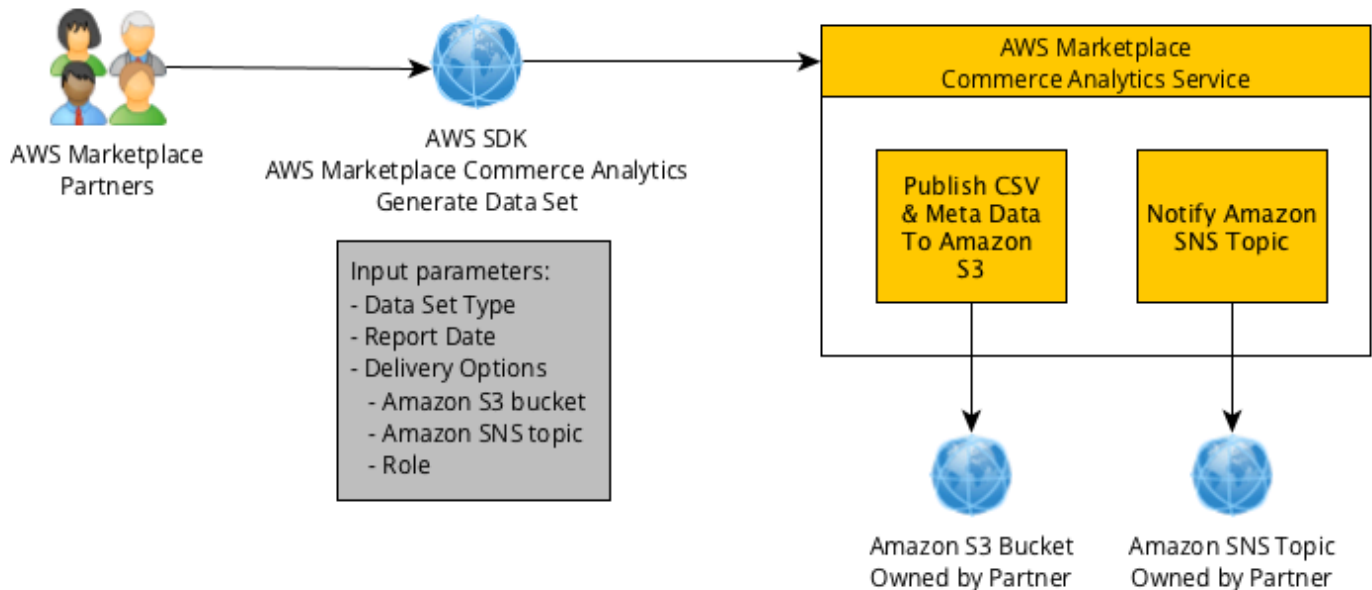 AWS Marketplace
Partners
AWS SDK
AWS Marketplace Commerce Analytics
Generate Data Set
Input parameters:
- Data Set Type
- Report Date
- Delivery Options
- Amazon S3 bucket
- Amazon SNS topic
- Role
AWS Marketplace
Commerce Analytics Service
Publish CSV
& Meta Data
To Amazon
S3
Notify Amazon
SNS Topic
Amazon S3 Bucket
Owned by Partner
Amazon SNS Topic
Owned by Partner